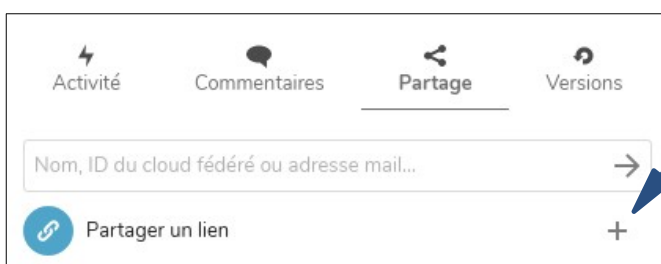 Activité Commentaires Partage Versions
Nom, ID du cloud fédéré ou adresse mail...
Partager un lien